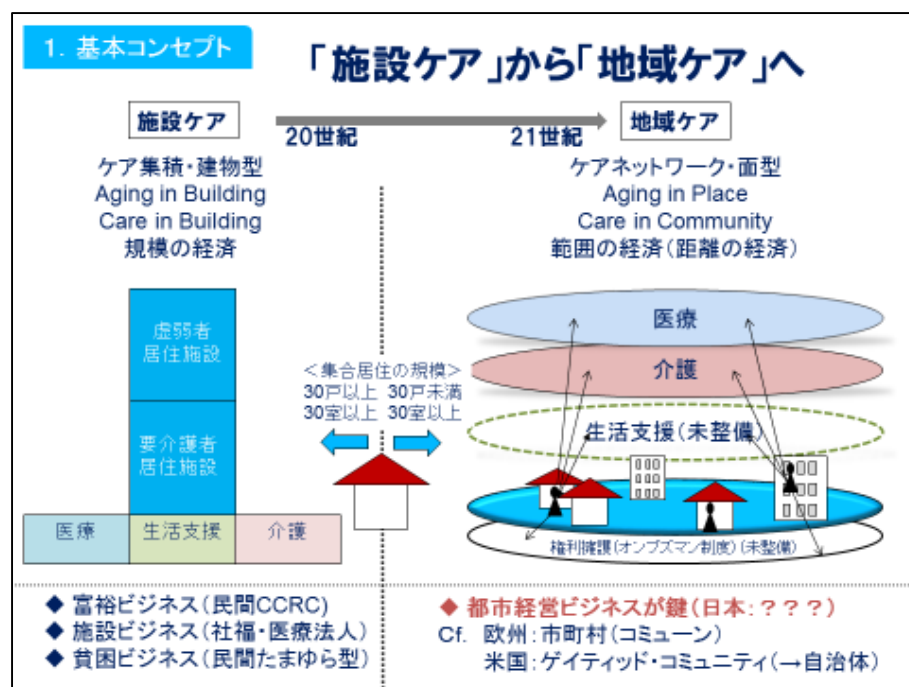 1. 基本コンセプト
「施設ケア」から「地域ケア」へ
施設ケア
20世紀
21世紀
地域ケア
ケア集積・建物型
Aging in Building
Care in Building
規模の経済
ケアネットワーク・面型
Aging in Place
Care in Community
範囲の経済(距離の経済)
虚弱者
居住施設
要介護者
居住施設
医療
生活支援
介護
<集合居住の規模>
30戸以上 30戸未満
30室以上 30室以上
医療
介護
生活支援(未整備)
権利擁護(オンブズマン制度)(未整備)
◆ 富裕ビジネス(民間CCRC)
◆ 施設ビジネス(社福・医療法人)
◆ 貧困ビジネス(民間たまゆら型)
◆ 都市経営ビジネスが鍵(日本:???)
Cf. 欧州:市町村(コミューン)
米国:ゲイティッド・コミュニティ(→自治体)